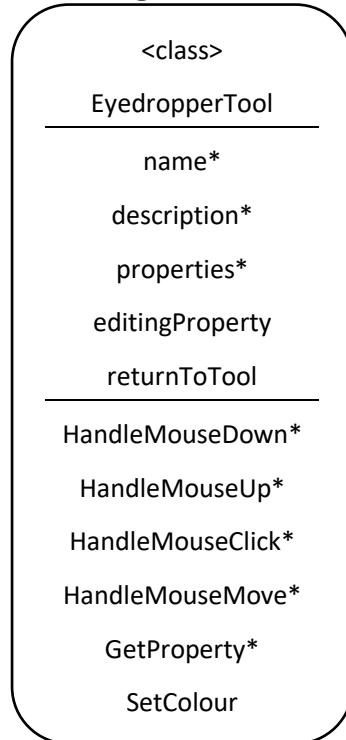 <class>
EyedropperTool
name*
description*
properties*
editingProperty
returnToTool
HandleMouseDown*
HandleMouseUp*
HandleMouseClick*
HandleMouseMove*
GetProperty*
SetColour